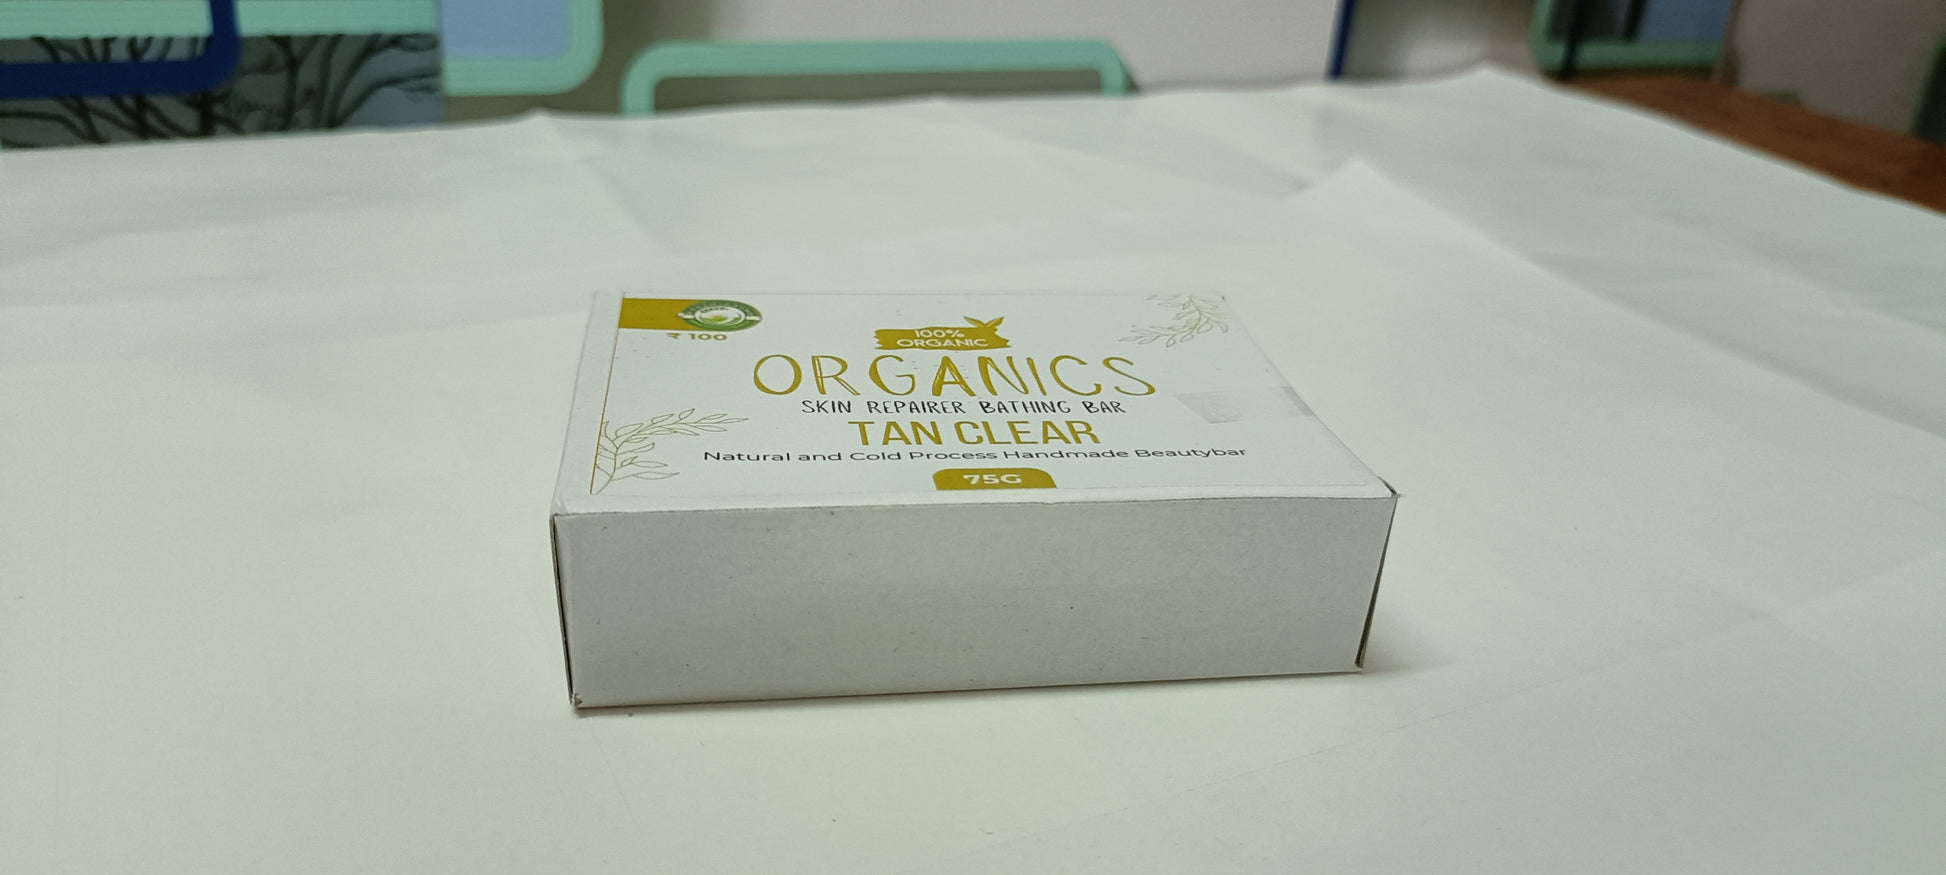 ₹ 100
100%
ORGANIC
ORGANICS
SKIN REPAIRER BATHING BAR
TAN CLEAR
Natural and Cold Process Handmade Beautybar
75G